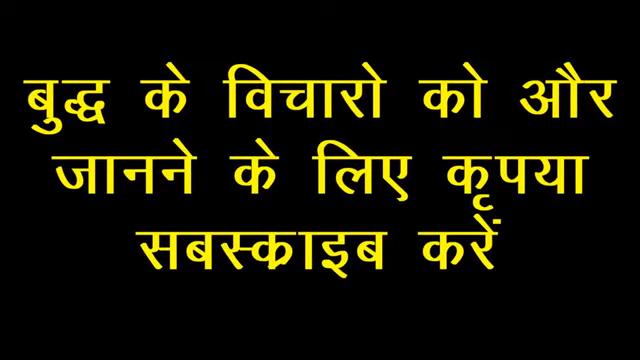 बुद्ध के विचारो को और
जानने के लिए कृपया
सबस्क्राइब करें